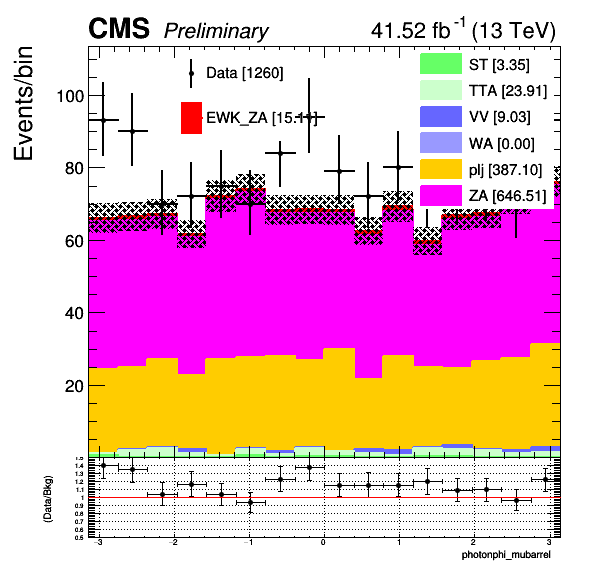 CMS Preliminary 41.52 fb⁻¹ (13 TeV)
Events/bin
Data [1260]
ST [3.35]
TTA [23.91]
VV [9.03]
WA [0.00]
plj [387.10]
ZA [646.51]
100
80
60
40
20
(Data/Bkg)
1.4
1.3
1.2
1.1
1
0.9
0.8
0.7
0.6
0.5
−3 −2 −1 0 1 2 3
photonphi_mubarrel